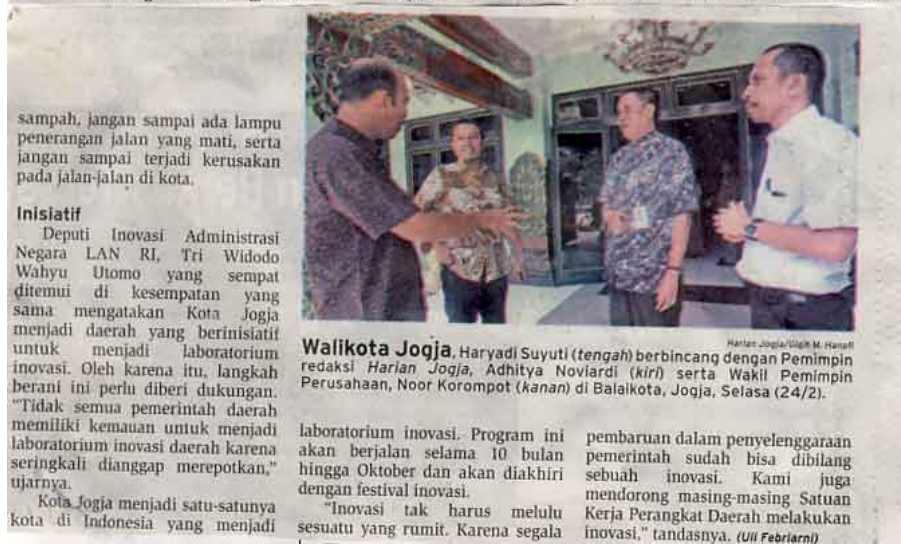 sampah, jangan sampai ada lampu
penerangan jalan yang mati, serta
jangan sampai terjadi kerusakan
pada jalan-jalan di kota.
Inisiatif
Deputi Inovasi Administrasi
Negara LAN RI, Tri Widodo
Wahyu Utomo yang sempat
ditemui di kesempatan yang
sama mengatakan Kota Jogja
menjadi daerah yang berinisiatif
untuk menjadi laboratorium
inovasi. Oleh karena itu, langkah
berani ini perlu diberi dukungan.
"Tidak semua pemerintah daerah
memiliki kemauan untuk menjadi
laboratorium inovasi daerah karena
seringkali dianggap merepotkan,"
ujarnya.
Kota Jogja menjadi satu-satunya
kota di Indonesia yang menjadi
Harian Jogja/Gigih M. Hanafi
Walikota Jogja, Haryadi Suyuti (tengah) berbincang dengan Pemimpin
redaksi Harian Jogja, Adhitya Noviardi (kiri) serta Wakil Pemimpin
Perusahaan, Noor Korompot (kanan) di Balaikota, Jogja, Selasa (24/2).
laboratorium inovasi. Program ini
akan berjalan selama 10 bulan
hingga Oktober dan akan diakhiri
dengan festival inovasi.
"Inovasi tak harus melulu
sesuatu yang rumit. Karena segala
pembaruan dalam penyelenggaraan
pemerintah sudah bisa dibilang
sebuah inovasi. Kami juga
mendorong masing-masing Satuan
Kerja Perangkat Daerah melakukan
inovasi," tandasnya. (Uli Febriarni)